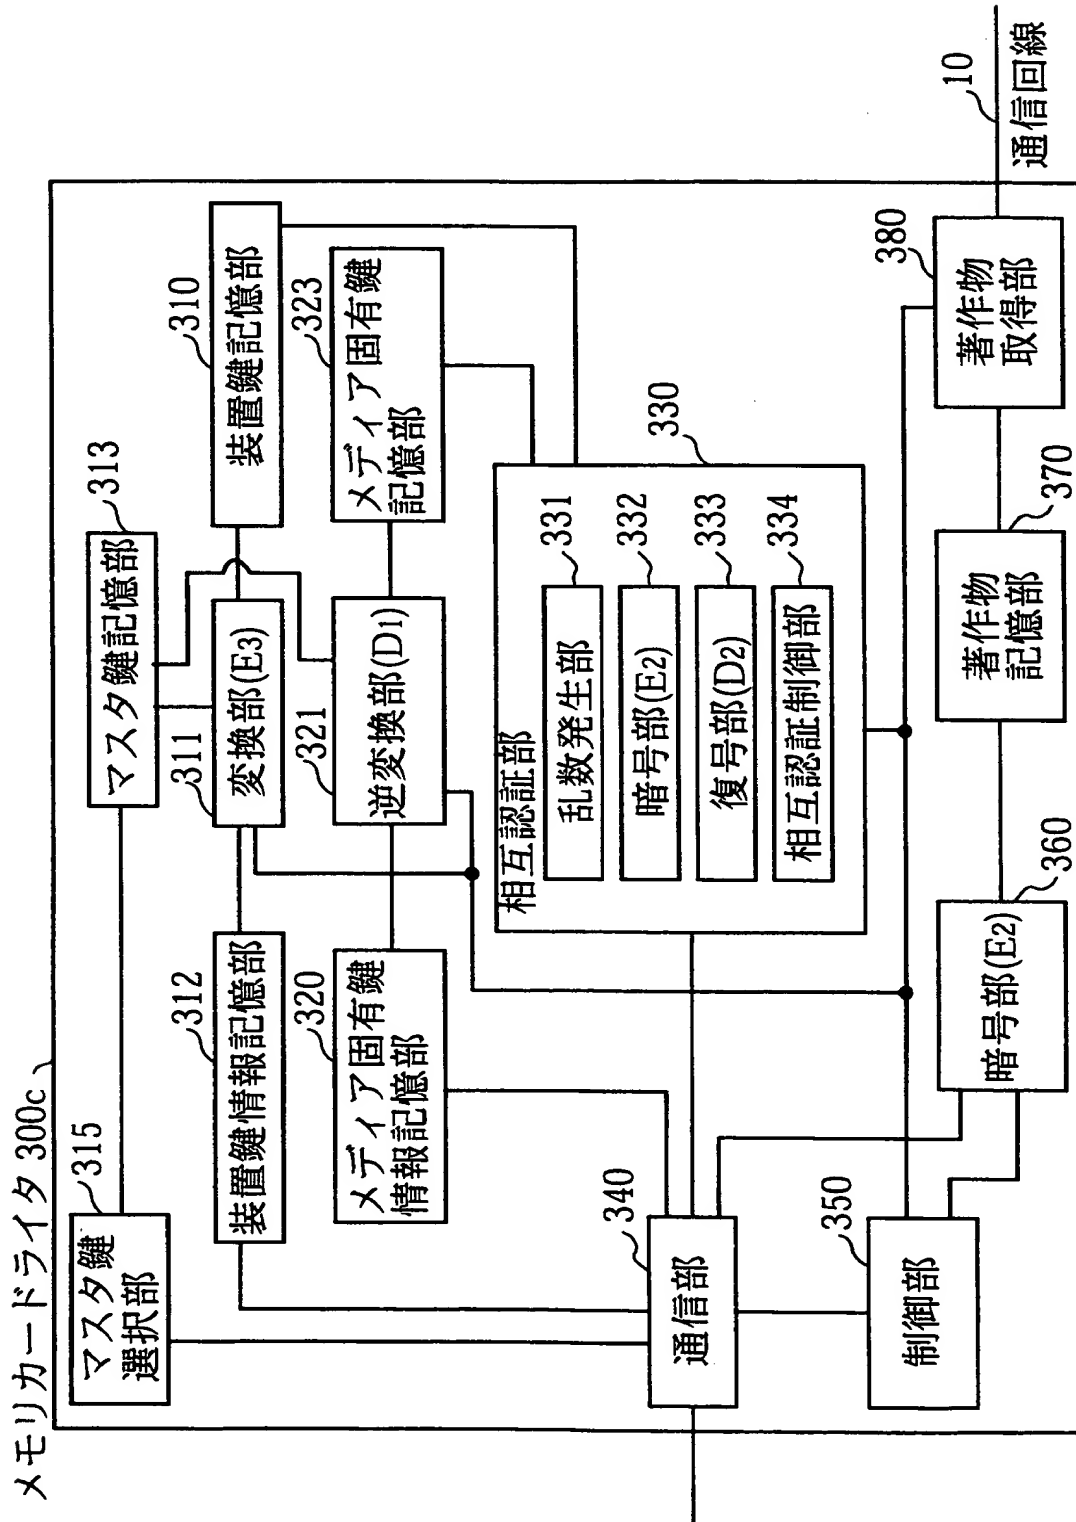 メモリカードライタ 300c
315
マスタ鍵
選択部
313
マスタ鍵記憶部
312
装置鍵情報記憶部
311
変換部(E3)
310
装置鍵記憶部
320
メディア固有鍵
情報記憶部
321
逆変換部(D1)
323
メディア固有鍵
記憶部
330
相互認証部
331
乱数発生部
332
暗号部(E2)
333
復号部(D2)
334
相互認証制御部
340
通信部
350
制御部
360
暗号部(E2)
370
著作物
記憶部
380
著作物
取得部
10
通信回線